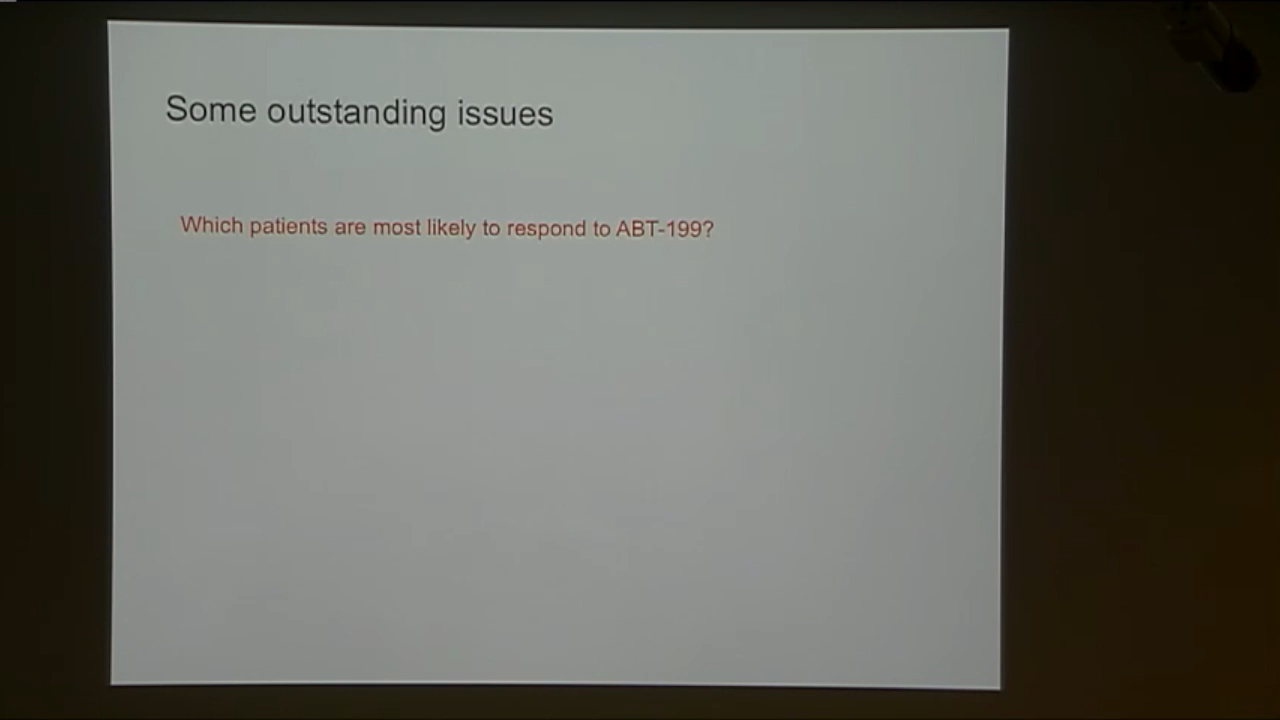 Some outstanding issues
Which patients are most likely to respond to ABT-199?